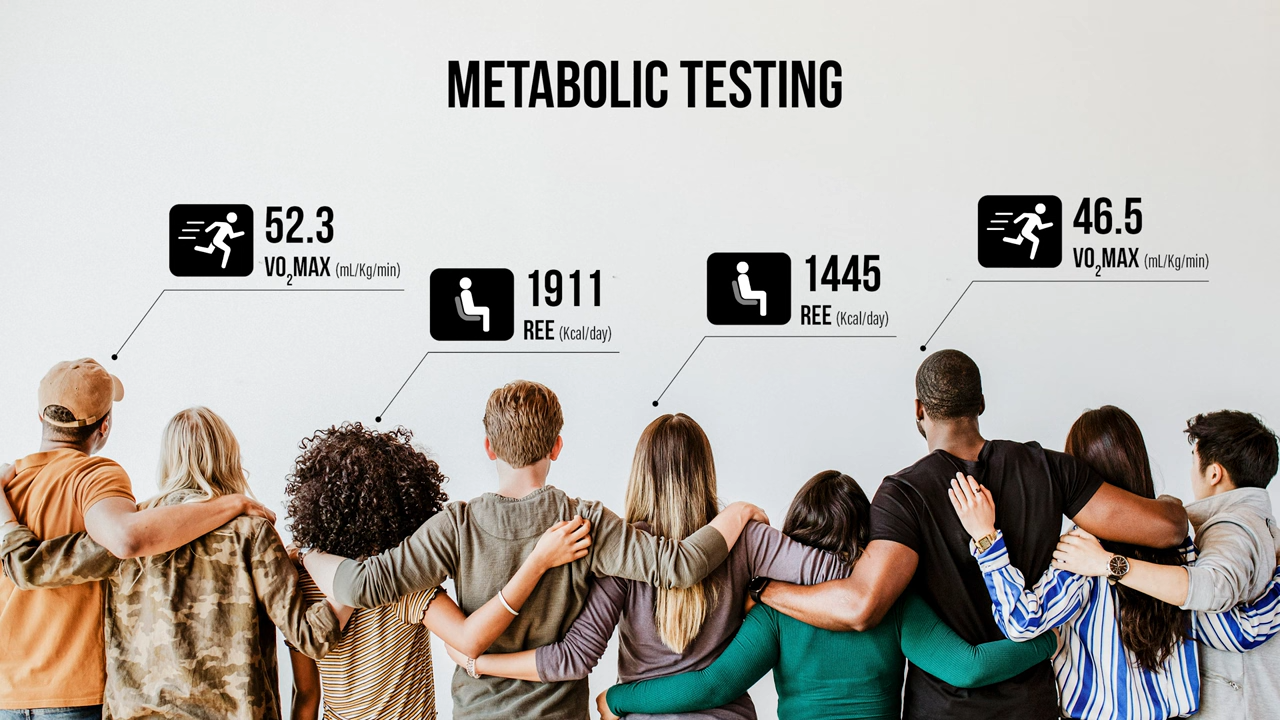 METABOLIC TESTING
52.3
VO₂MAX (mL/Kg/min)
1911
REE (Kcal/day)
1445
REE (Kcal/day)
46.5
VO₂MAX (mL/Kg/min)